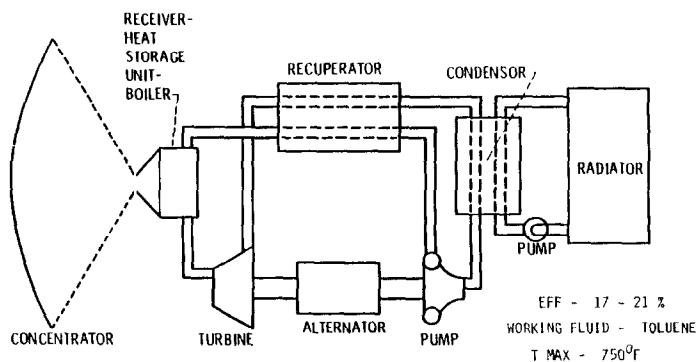 RECEIVER-
HEAT
STORAGE
UNIT-
BOILER
RECUPERATOR
CONDENSOR
RADIATOR
PUMP
CONCENTRATOR
TURBINE
ALTERNATOR
PUMP
EFF - 17 - 21 %
WORKING FLUID - TOLUENE
T MAX - 750°F